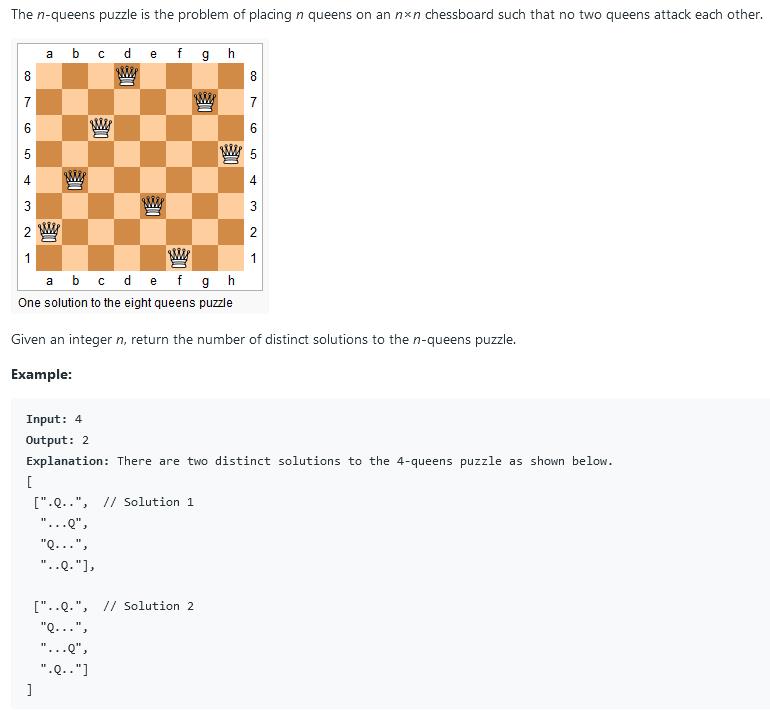 The n-queens puzzle is the problem of placing n queens on an n×n chessboard such that no two queens attack each other.
a b c d e f g h
8 8
7 7
6 6
5 5
4 4
3 3
2 2
1 1
a b c d e f g h
One solution to the eight queens puzzle
Given an integer n, return the number of distinct solutions to the n-queens puzzle.
Example:
Input: 4
Output: 2
Explanation: There are two distinct solutions to the 4-queens puzzle as shown below.
[
[".Q..", // Solution 1
"...Q",
"Q...",
"..Q."],
["..Q.", // Solution 2
"Q...",
"...Q",
".Q.."]
]